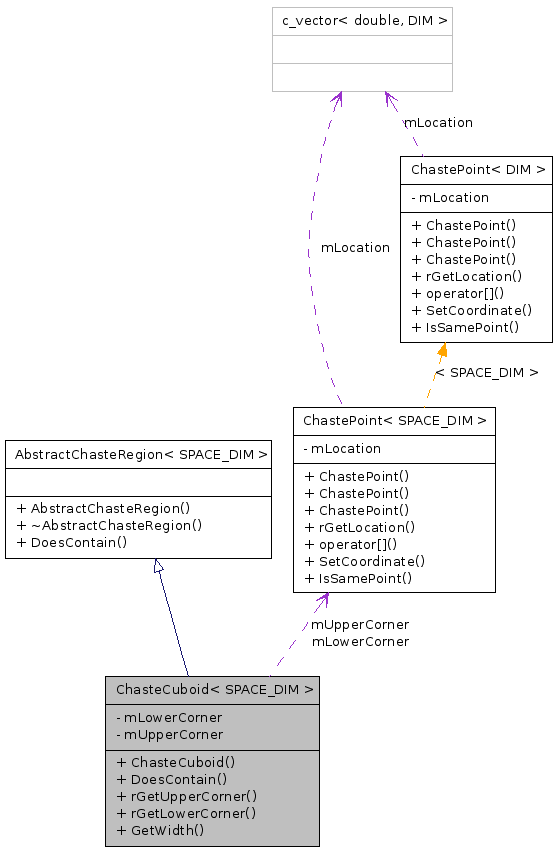 c_vector< double, DIM >
mLocation
ChastePoint< DIM >
- mLocation
+ ChastePoint()
+ ChastePoint()
+ ChastePoint()
+ rGetLocation()
+ operator[]()
+ SetCoordinate()
+ IsSamePoint()
mLocation
< SPACE_DIM >
ChastePoint< SPACE_DIM >
- mLocation
+ ChastePoint()
+ ChastePoint()
+ ChastePoint()
+ rGetLocation()
+ operator[]()
+ SetCoordinate()
+ IsSamePoint()
AbstractChasteRegion< SPACE_DIM >
+ AbstractChasteRegion()
+ ~AbstractChasteRegion()
+ DoesContain()
mUpperCorner
mLowerCorner
ChasteCuboid< SPACE_DIM >
- mLowerCorner
- mUpperCorner
+ ChasteCuboid()
+ DoesContain()
+ rGetUpperCorner()
+ rGetLowerCorner()
+ GetWidth()